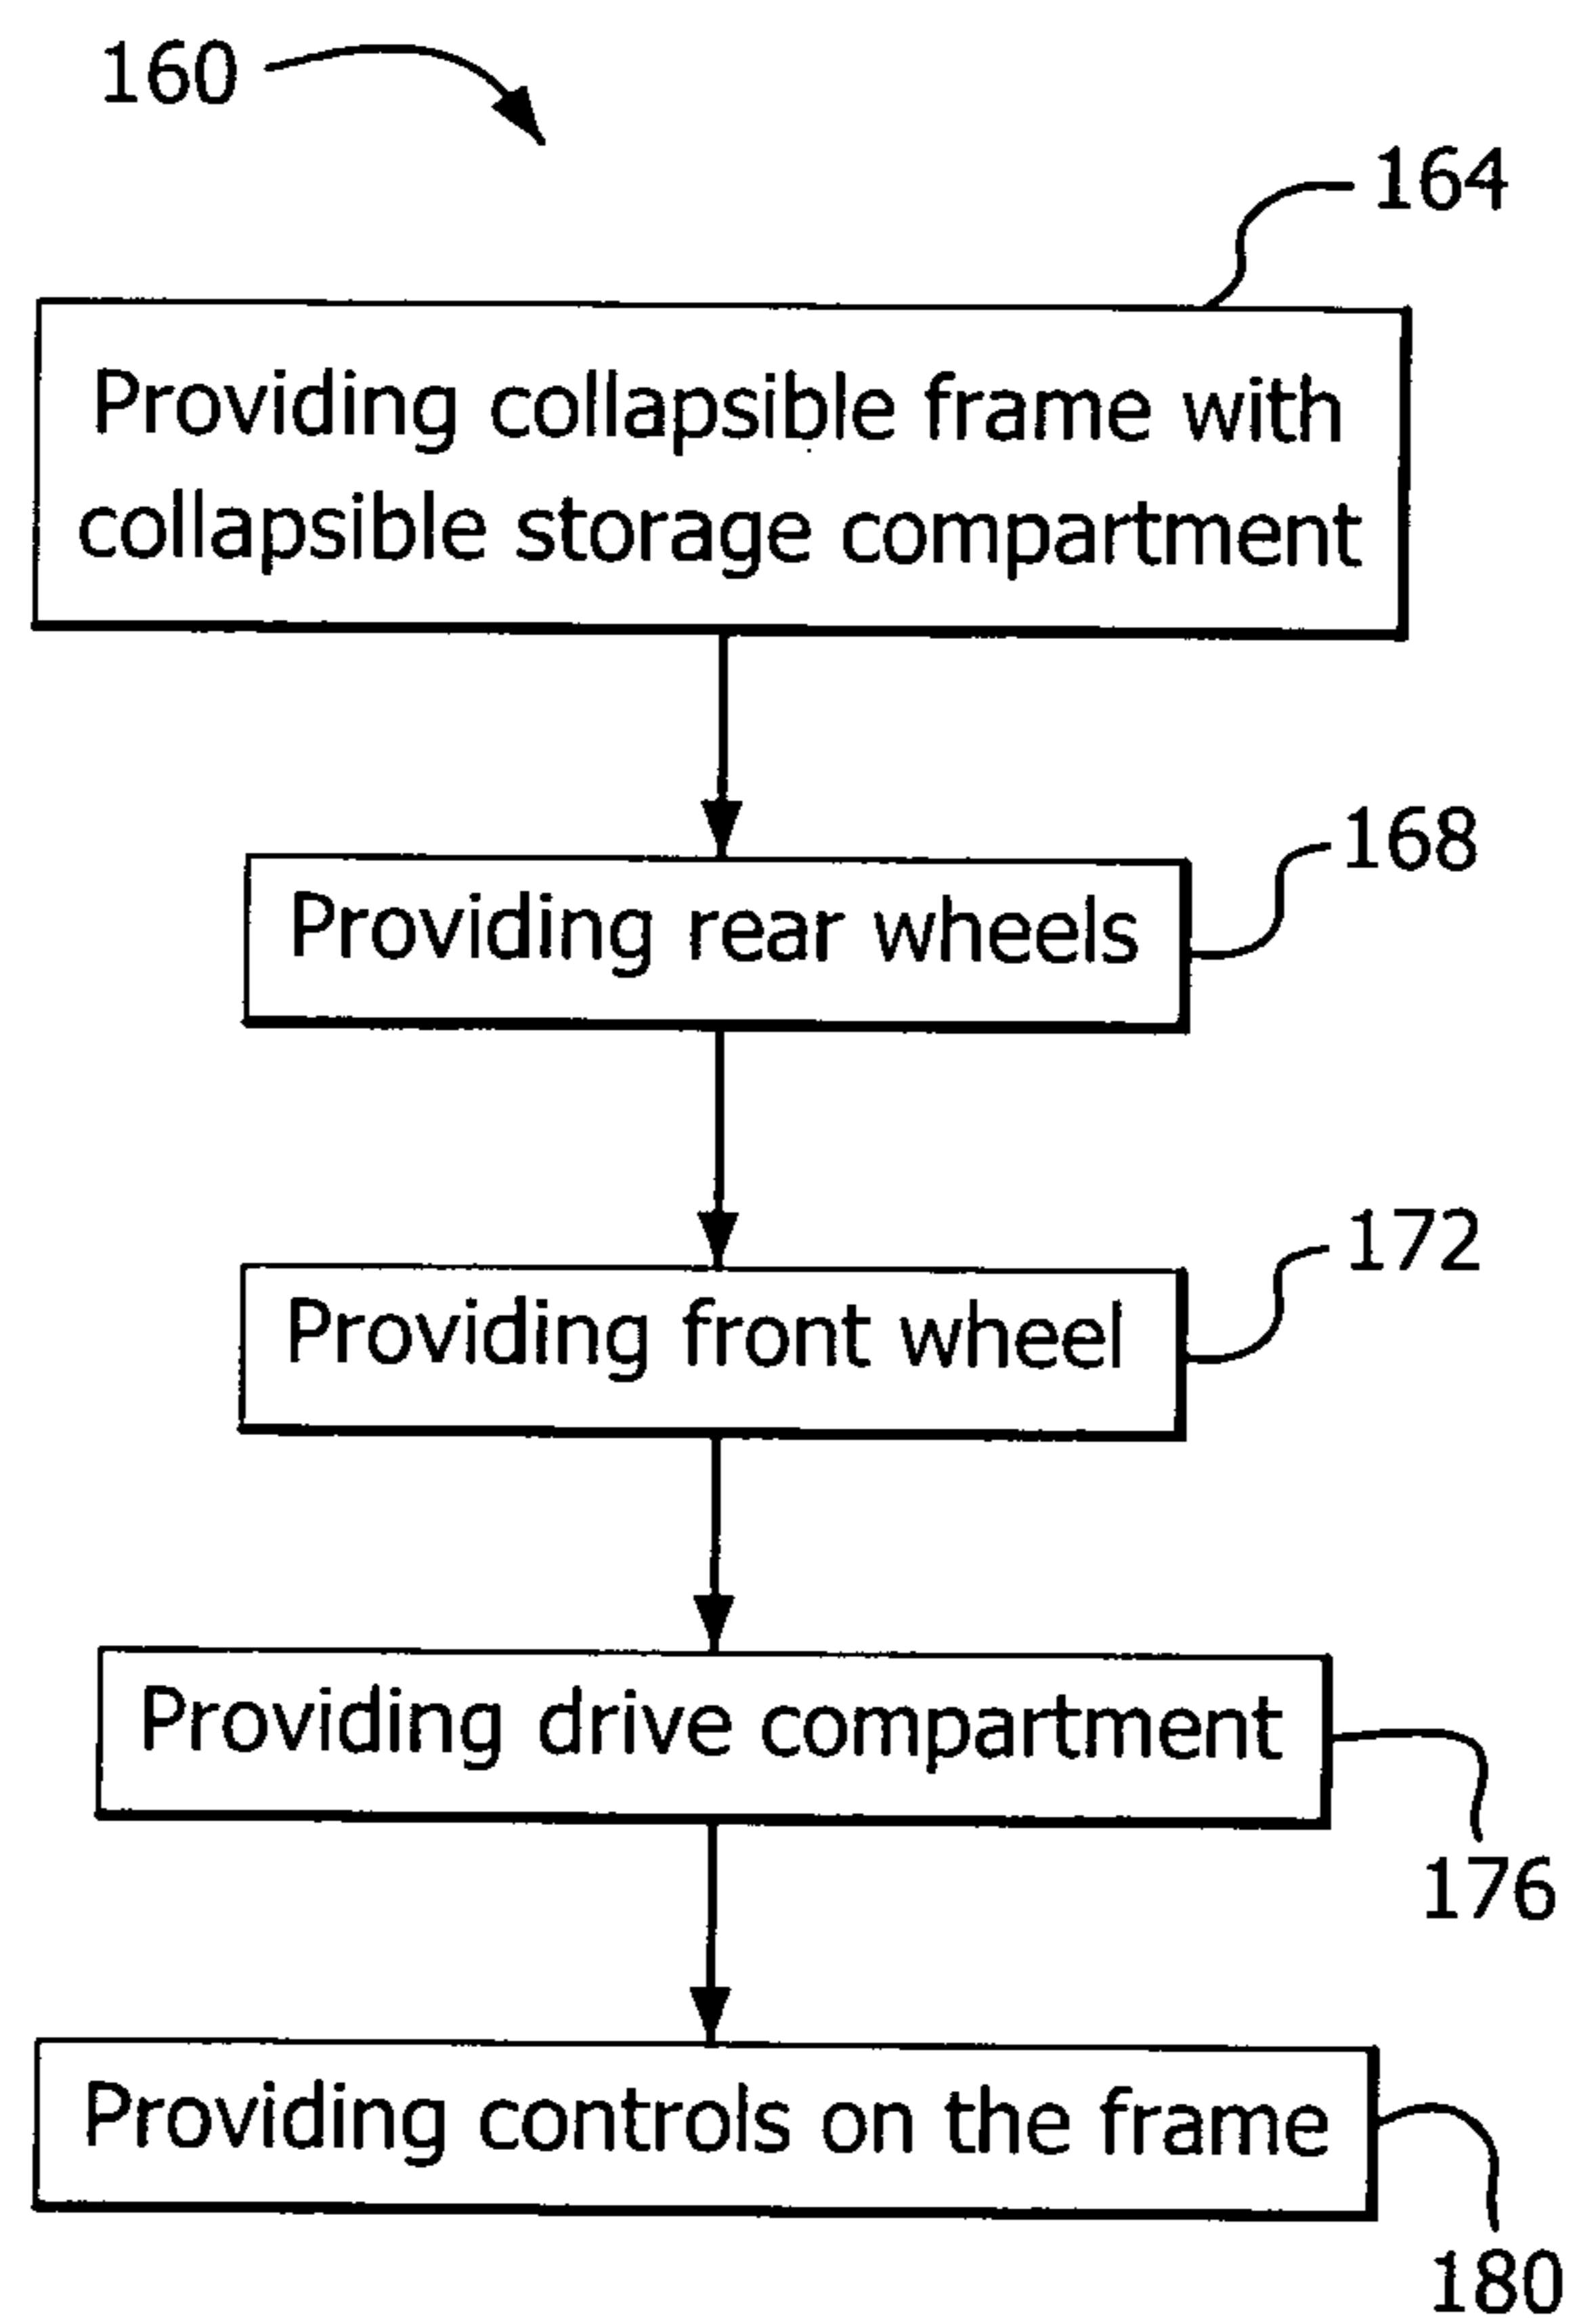 160
164
Providing collapsible frame with
collapsible storage compartment
168
Providing rear wheels
172
Providing front wheel
Providing drive compartment
176
Providing controls on the frame
180